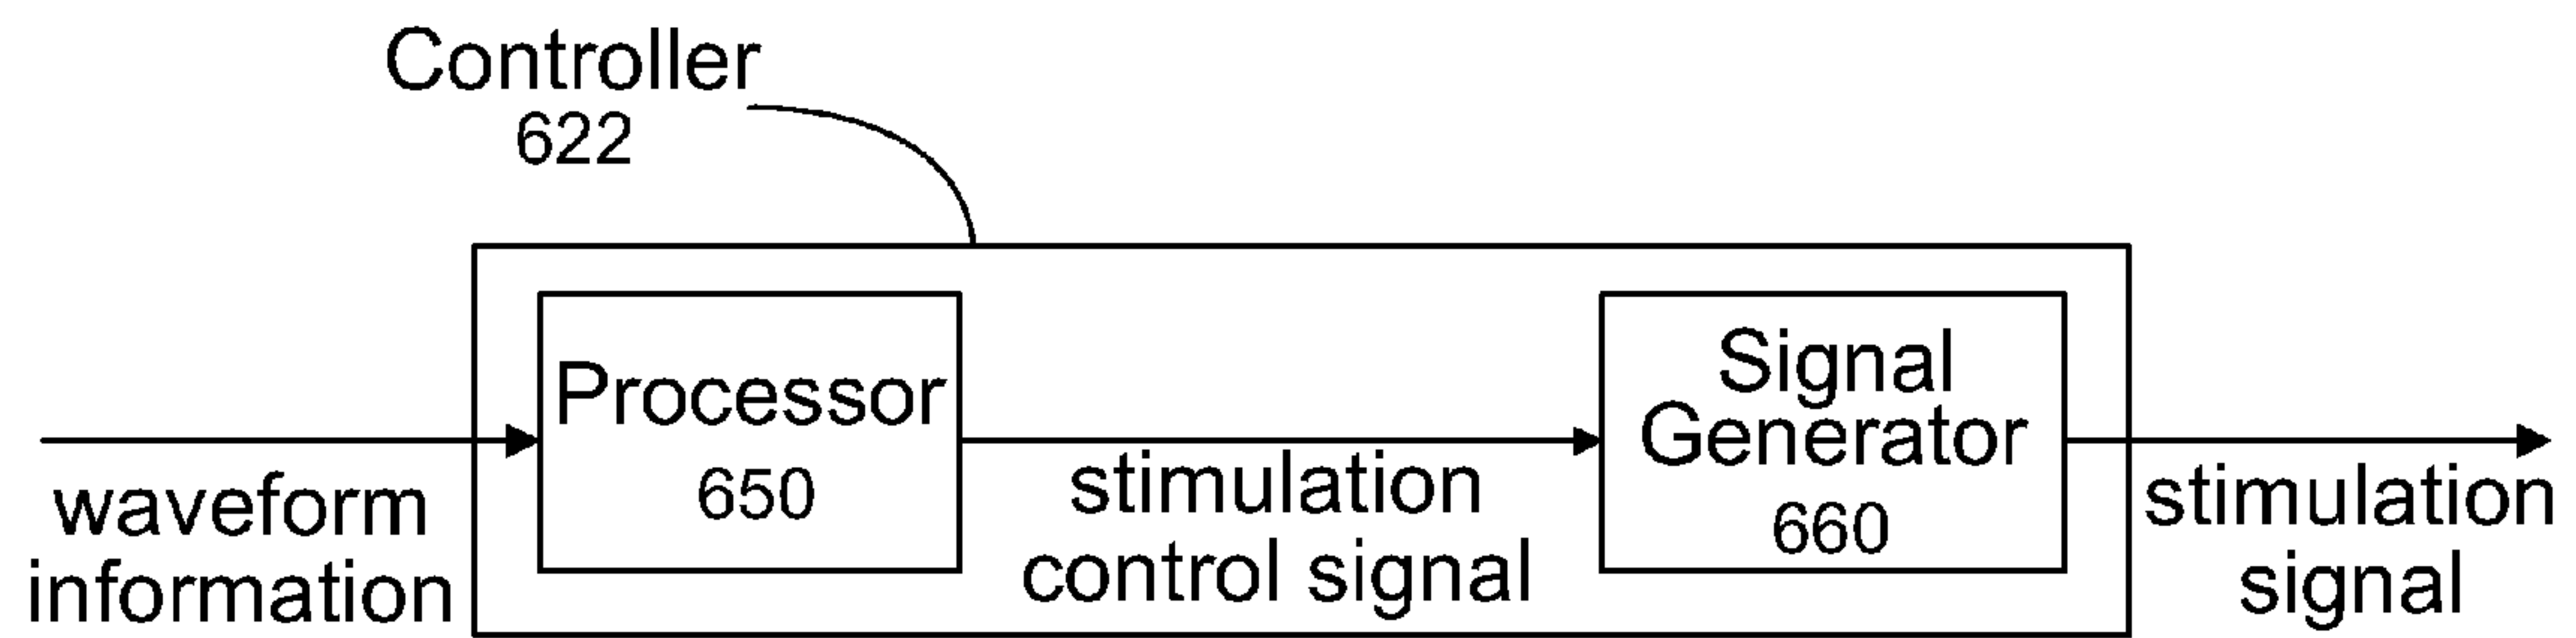 Controller
622
Processor
650
Signal
Generator
660
waveform
information
stimulation
control signal
stimulation
signal